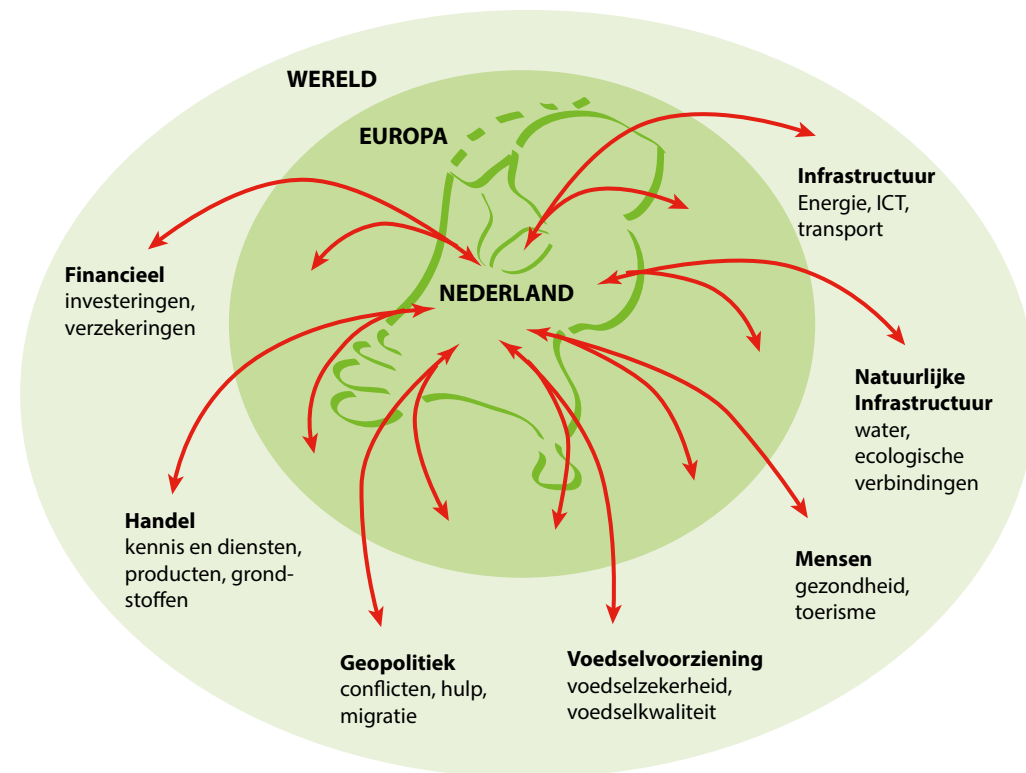 WERELD
EUROPA
NEDERLAND
Infrastructuur
Energie, ICT,
transport
Financieel
investeringen,
verzekeringen
Natuurlijke
Infrastructuur
water,
ecologische
verbindingen
Handel
kennis en diensten,
producten, grond-
stoffen
Mensen
gezondheid,
toerisme
Geopolitiek
conflicten, hulp,
migratie
Voedselvoorziening
voedselzekerheid,
voedselkwaliteit